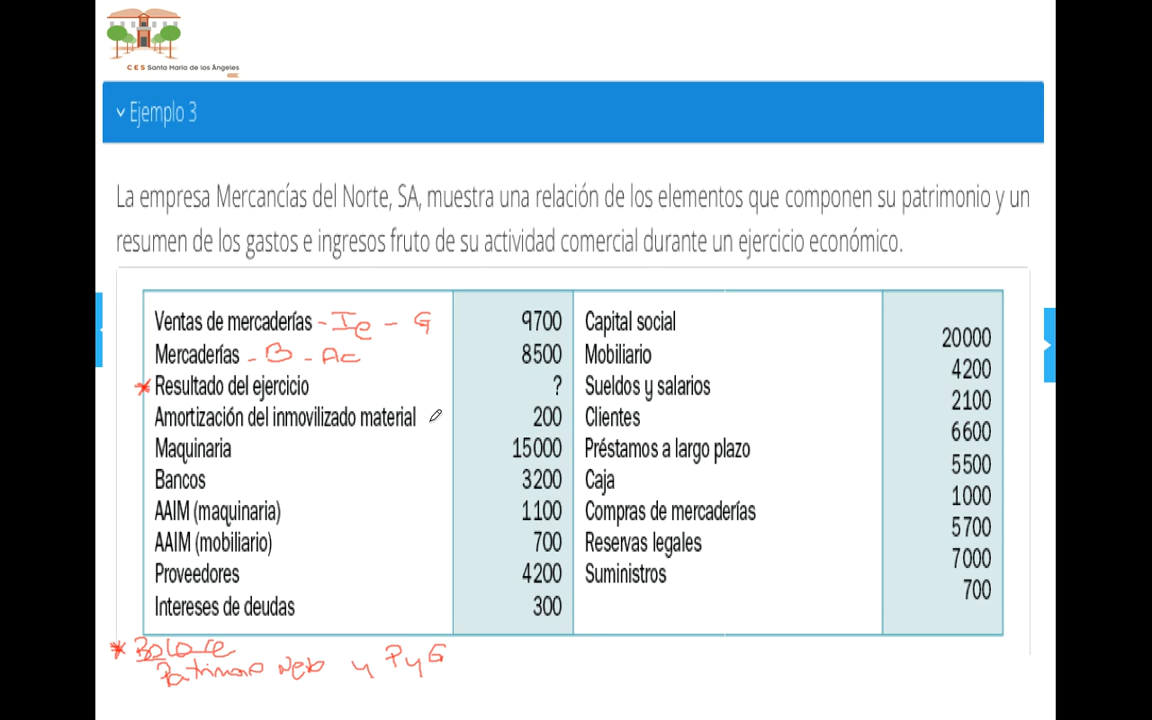 CES Santa María de los Ángeles
Ejemplo 3
La empresa Mercancías del Norte, SA, muestra una relación de los elementos que componen su patrimonio y un
resumen de los gastos e ingresos fruto de su actividad comercial durante un ejercicio económico.
Ventas de mercaderías - Ie - G 9700 Capital social 20000
Mercaderías - B - Ac 8500 Mobiliario 4200
* Resultado del ejercicio ? Sueldos y salarios 2100
Amortización del inmovilizado material 200 Clientes 6600
Maquinaria 15000 Préstamos a largo plazo 5500
Bancos 3200 Caja 1000
AAIM (maquinaria) 1100 Compras de mercaderías 5700
AAIM (mobiliario) 700 Reservas legales 7000
Proveedores 4200 Suministros 700
Intereses de deudas 300
* Balance
Patrimonio Neto y PyG